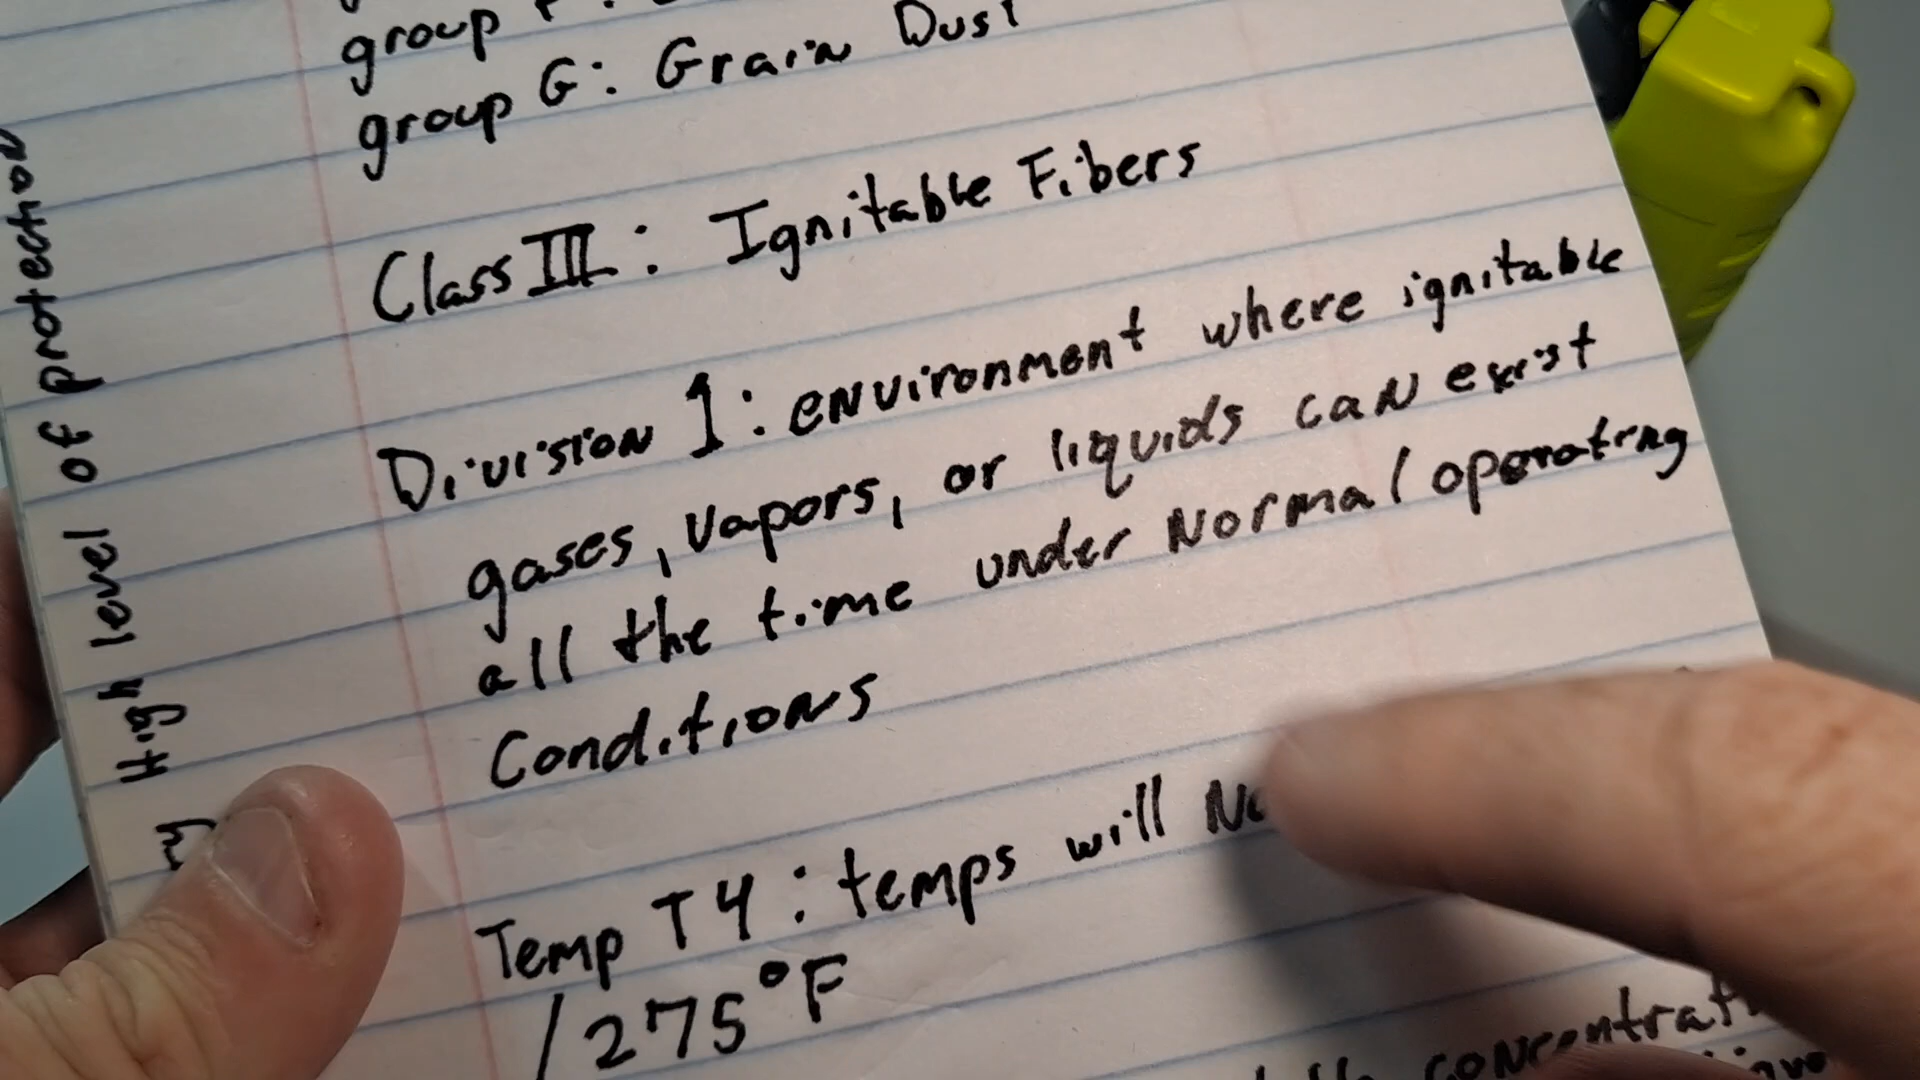 group
group G: Grain Dust
Class III: Ignitable Fibers
Division 1: environment where ignitable
gases, vapors, or liquids can exist
all the time under Normal operating
Conditions
Temp T4: temps will
/275°F
High level of protection